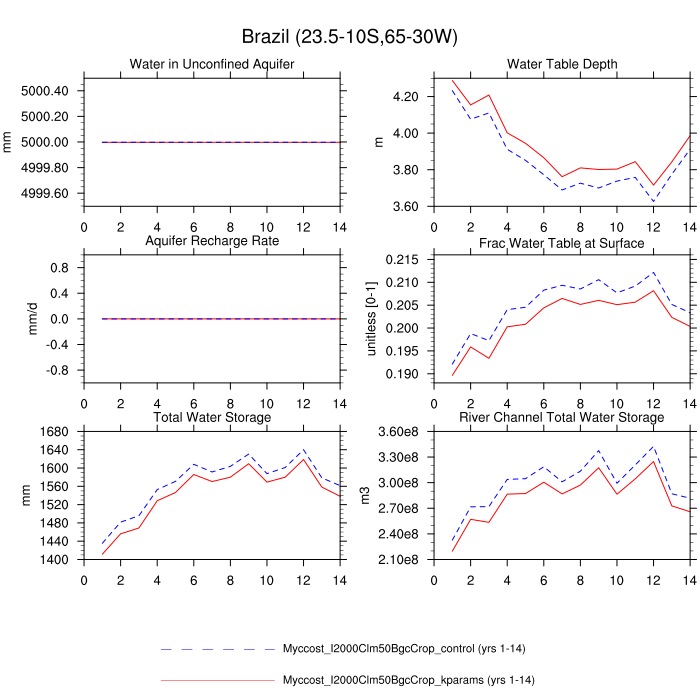 Brazil (23.5-10S,65-30W)
Water in Unconfined Aquifer
Water Table Depth
5000.40
5000.20
5000.00
4999.80
4999.60
mm
0 2 4 6 8 10 12 14
4.20
4.00
3.80
3.60
m
0 2 4 6 8 10 12 14
Aquifer Recharge Rate
Frac Water Table at Surface
0.8
0.4
0.0
-0.4
-0.8
mm/d
0 2 4 6 8 10 12 14
0.215
0.210
0.205
0.200
0.195
0.190
unitless [0-1]
0 2 4 6 8 10 12 14
Total Water Storage
River Channel Total Water Storage
1680
1640
1600
1560
1520
1480
1440
1400
mm
0 2 4 6 8 10 12 14
3.60e8
3.30e8
3.00e8
2.70e8
2.40e8
2.10e8
m3
0 2 4 6 8 10 12 14
Myccost_I2000Clm50BgcCrop_control (yrs 1-14)
Myccost_I2000Clm50BgcCrop_kparams (yrs 1-14)